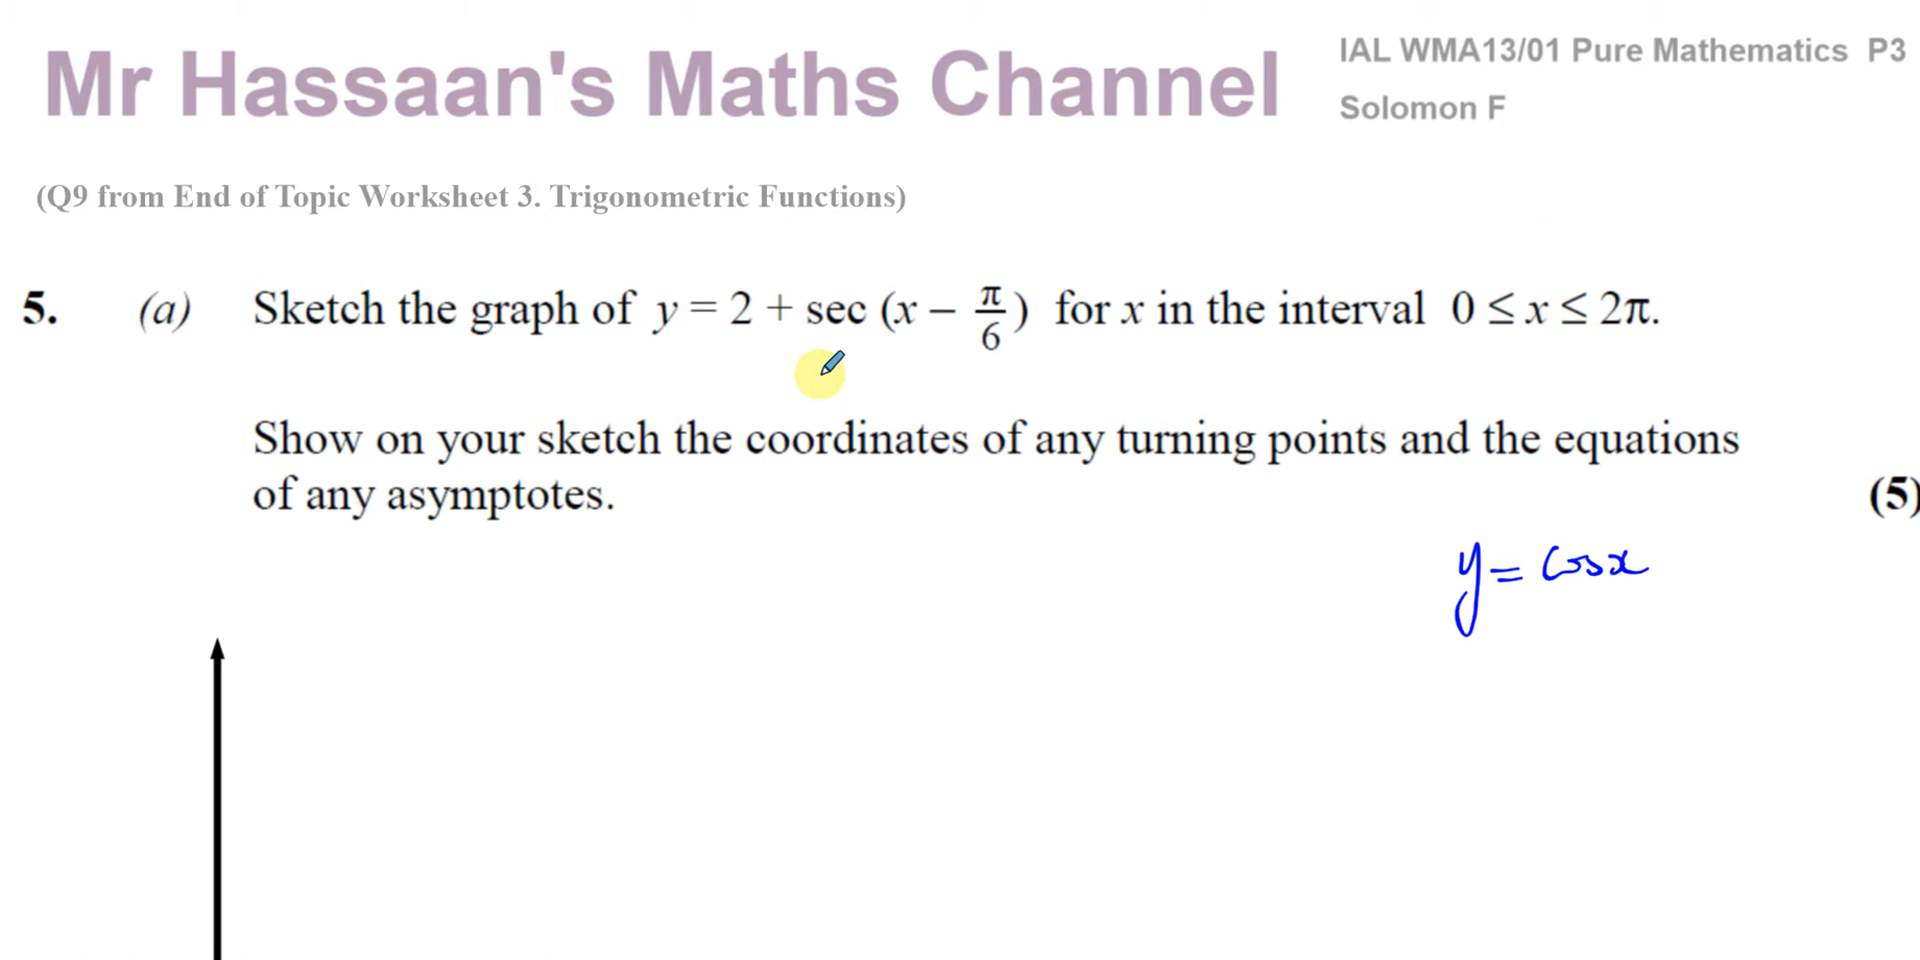 Mr Hassaan's Maths Channel
IAL WMA13/01 Pure Mathematics P3
Solomon F
(Q9 from End of Topic Worksheet 3. Trigonometric Functions)
5. (a) Sketch the graph of y = 2 + sec (x − π/6) for x in the interval 0 ≤ x ≤ 2π.
Show on your sketch the coordinates of any turning points and the equations
of any asymptotes.
(5)
y = cosx